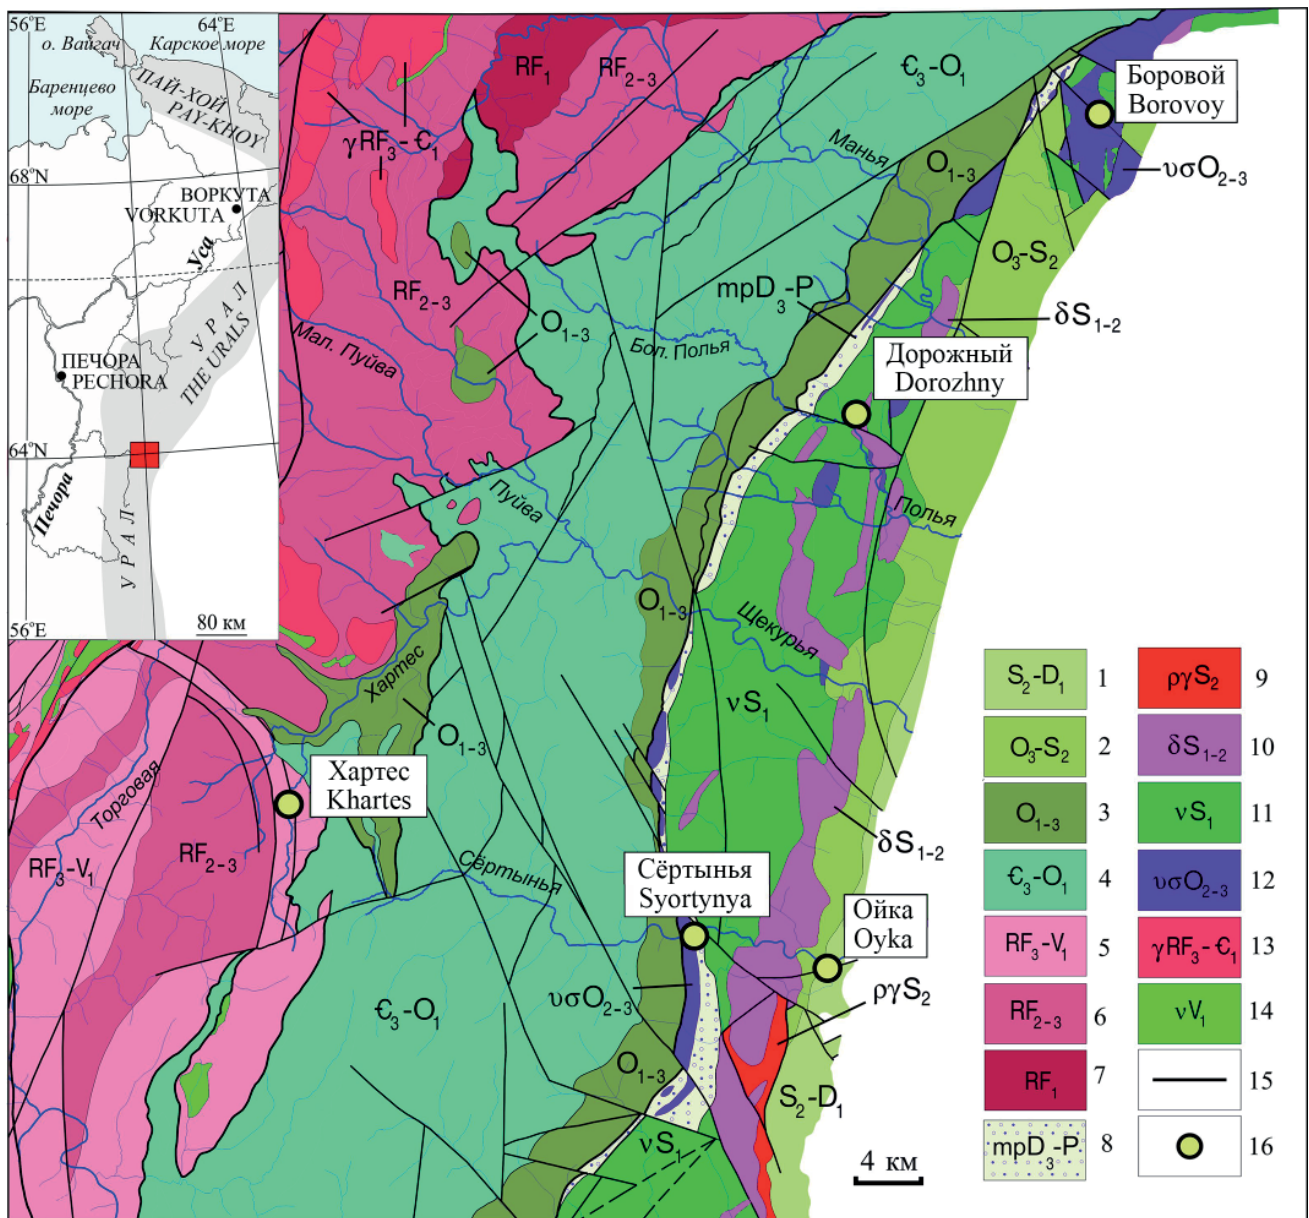 56°E
64°E
о. Вайгач
Карское море
Баренцево
море
ПАЙ-ХОЙ
PAY-KHOY
68°N
ВОРКУТА
VORKUTA
Уса
УРАЛ
THE URALS
ПЕЧОРА
PECHORA
64°N
Печора
УРАЛ
56°E
80 км
RF₁
RF₂₋₃
Є₃-O₁
γRF₃-Є₁
Манья
O₁₋₃
Боровой
Borovoy
υσO₂₋₃
O₃-S₂
RF₂₋₃
O₁₋₃
mpD₃-P
δS₁₋₂
Мал. Пуйва
Бол. Полья
Дорожный
Dorozhny
Пуйва
Полья
O₁₋₃
Щекурья
Хартес
O₁₋₃
νS₁
Хартес
Khartes
Торговая
RF₃-V₁
RF₂₋₃
Сёртынья
Сёртынья
Syortynya
δS₁₋₂
Ойка
Oyka
υσO₂₋₃
ργS₂
Є₃-O₁
O₁₋₃
S₂-D₁
νS₁
4 км
S₂-D₁ 1
O₃-S₂ 2
O₁₋₃ 3
Є₃-O₁ 4
RF₃-V₁ 5
RF₂₋₃ 6
RF₁ 7
mpD₃-P 8
ργS₂ 9
δS₁₋₂ 10
νS₁ 11
υσO₂₋₃ 12
γRF₃-Є₁ 13
νV₁ 14
15
16